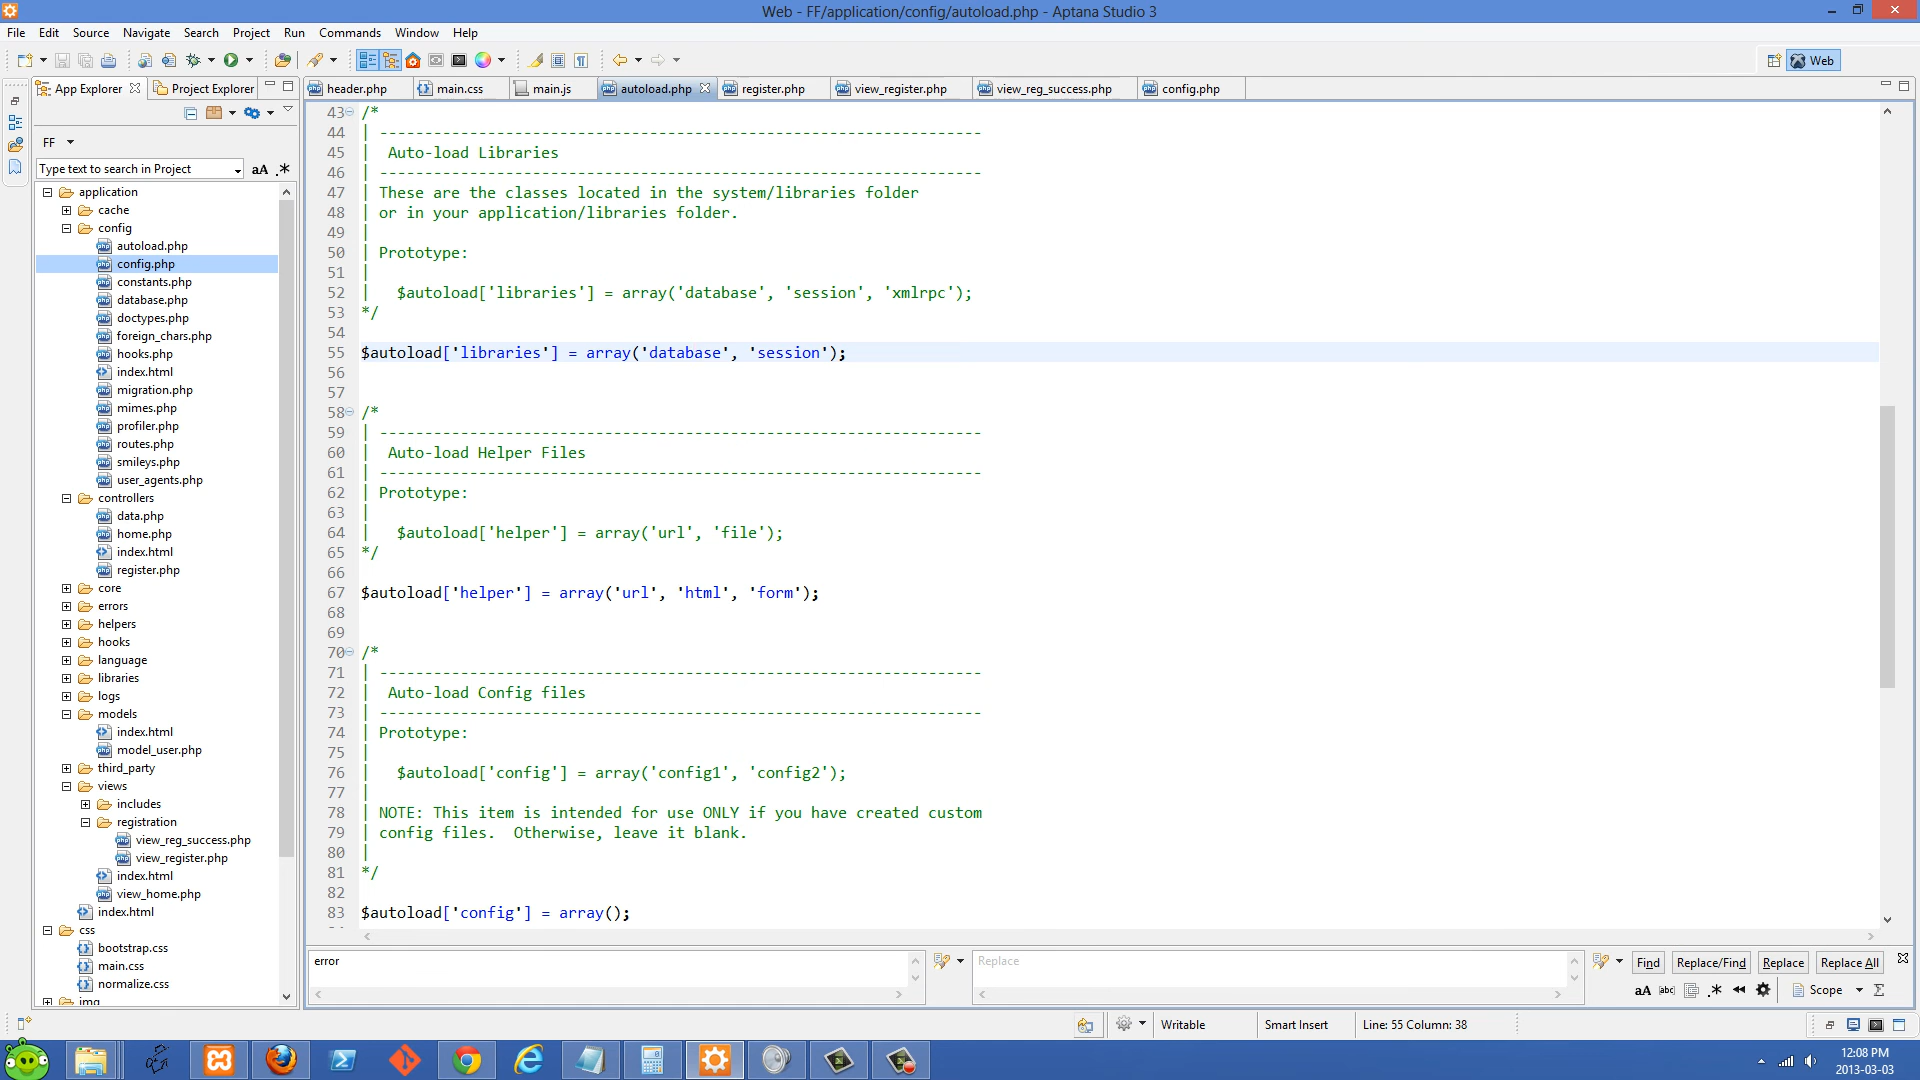 Web - FF/application/config/autoload.php - Aptana Studio 3
File Edit Source Navigate Search Project Run Commands Window Help
Web
App Explorer Project Explorer
header.php main.css main.js autoload.php register.php view_register.php view_reg_success.php config.php
FF
Type text to search in Project aA .*
application
cache
config
autoload.php
config.php
constants.php
database.php
doctypes.php
foreign_chars.php
hooks.php
index.html
migration.php
mimes.php
profiler.php
routes.php
smileys.php
user_agents.php
controllers
data.php
home.php
index.html
register.php
core
errors
helpers
hooks
language
libraries
logs
models
index.html
model_user.php
third_party
views
includes
registration
view_reg_success.php
view_register.php
index.html
view_home.php
index.html
css
bootstrap.css
main.css
normalize.css
img
43 /*
44 | -------------------------------------------------------------------
45 |  Auto-load Libraries
46 | -------------------------------------------------------------------
47 | These are the classes located in the system/libraries folder
48 | or in your application/libraries folder.
49 |
50 | Prototype:
51 |
52 |   $autoload['libraries'] = array('database', 'session', 'xmlrpc');
53 */
54
55 $autoload['libraries'] = array('database', 'session');
56
57
58 /*
59 | -------------------------------------------------------------------
60 |  Auto-load Helper Files
61 | -------------------------------------------------------------------
62 | Prototype:
63 |
64 |   $autoload['helper'] = array('url', 'file');
65 */
66
67 $autoload['helper'] = array('url', 'html', 'form');
68
69
70 /*
71 | -------------------------------------------------------------------
72 |  Auto-load Config files
73 | -------------------------------------------------------------------
74 | Prototype:
75 |
76 |   $autoload['config'] = array('config1', 'config2');
77 |
78 | NOTE: This item is intended for use ONLY if you have created custom
79 | config files.  Otherwise, leave it blank.
80 |
81 */
82
83 $autoload['config'] = array();
error Replace Find Replace/Find Replace Replace All
aA abc .* Scope Σ
Writable Smart Insert Line: 55 Column: 38
12:08 PM
2013-03-03